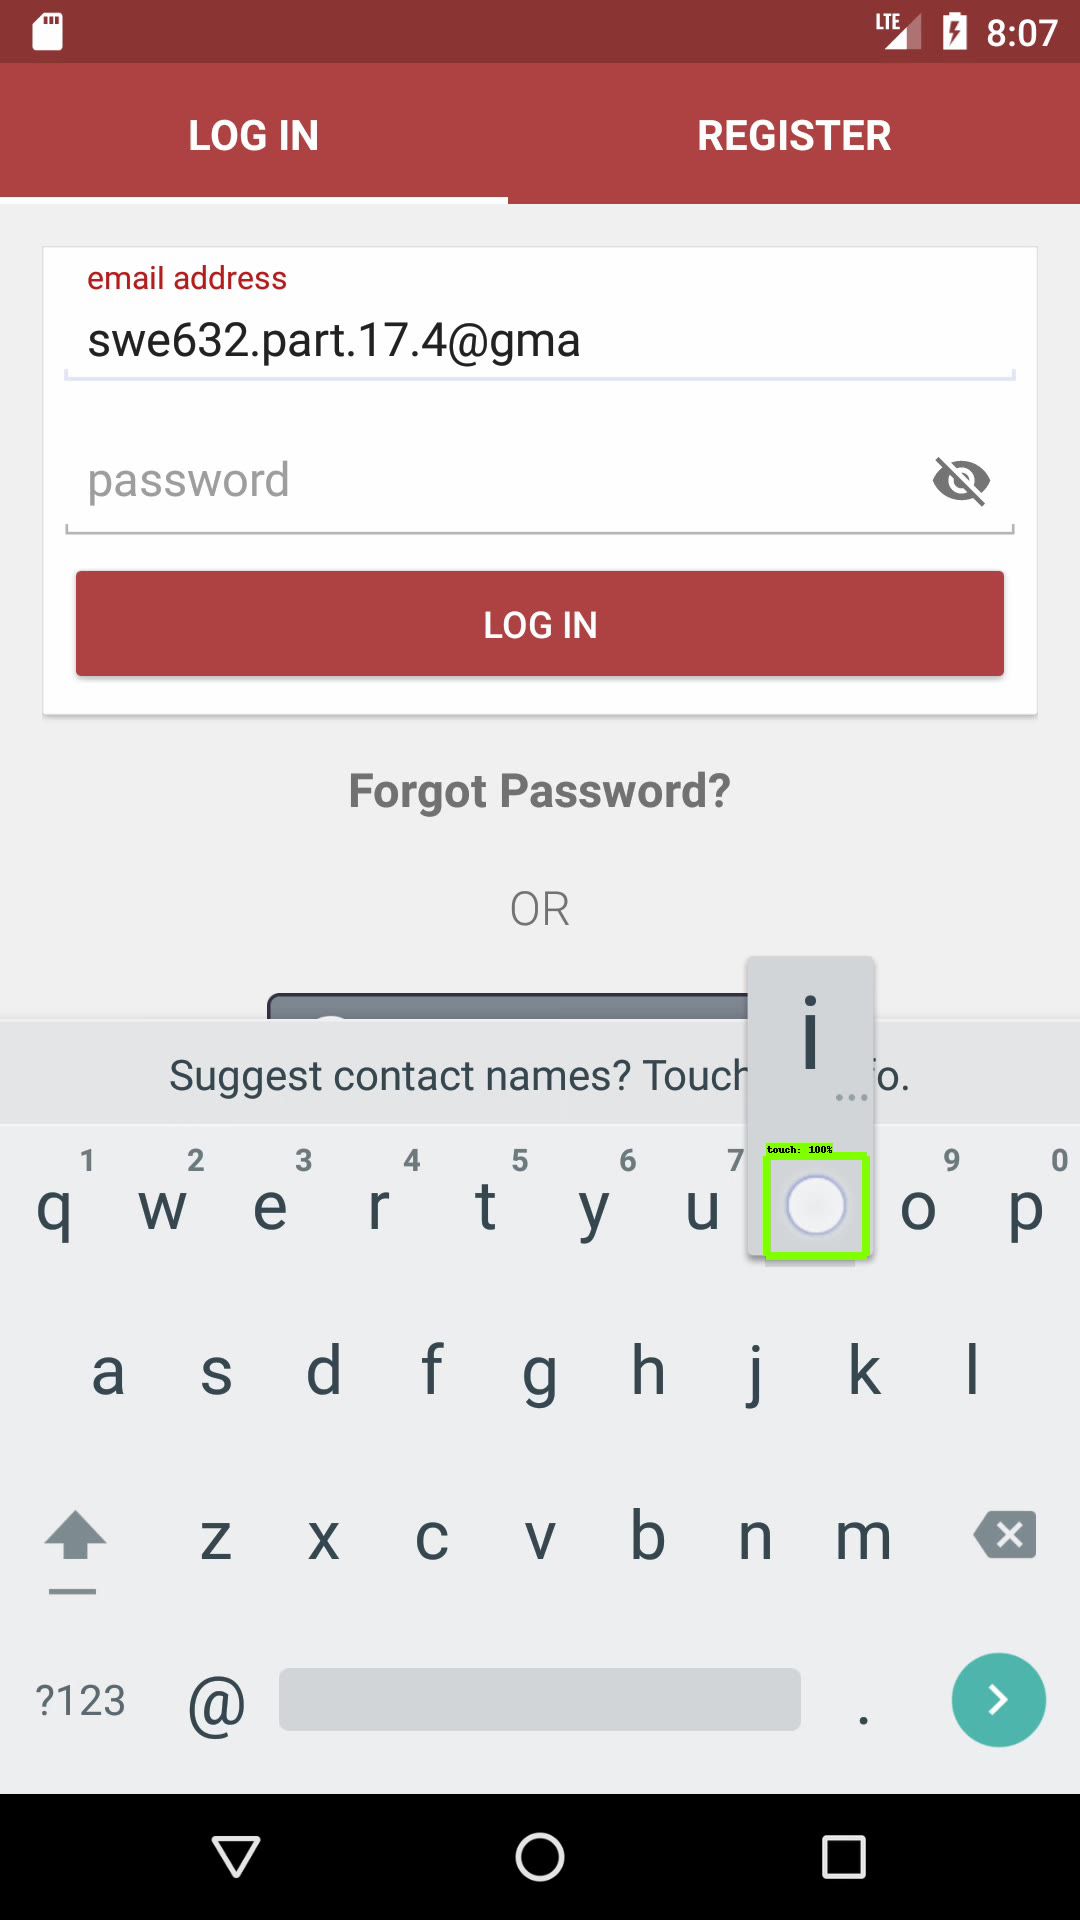 LTE 8:07
LOG IN REGISTER
email address
swe632.part.17.4@gma
password
LOG IN
Forgot Password?
OR
i
Suggest contact names? Touch fo.
...
touch: 100%
1 2 3 4 5 6 7 9 0
q w e r t y u o p
a s d f g h j k l
z x c v b n m
?123 @ .